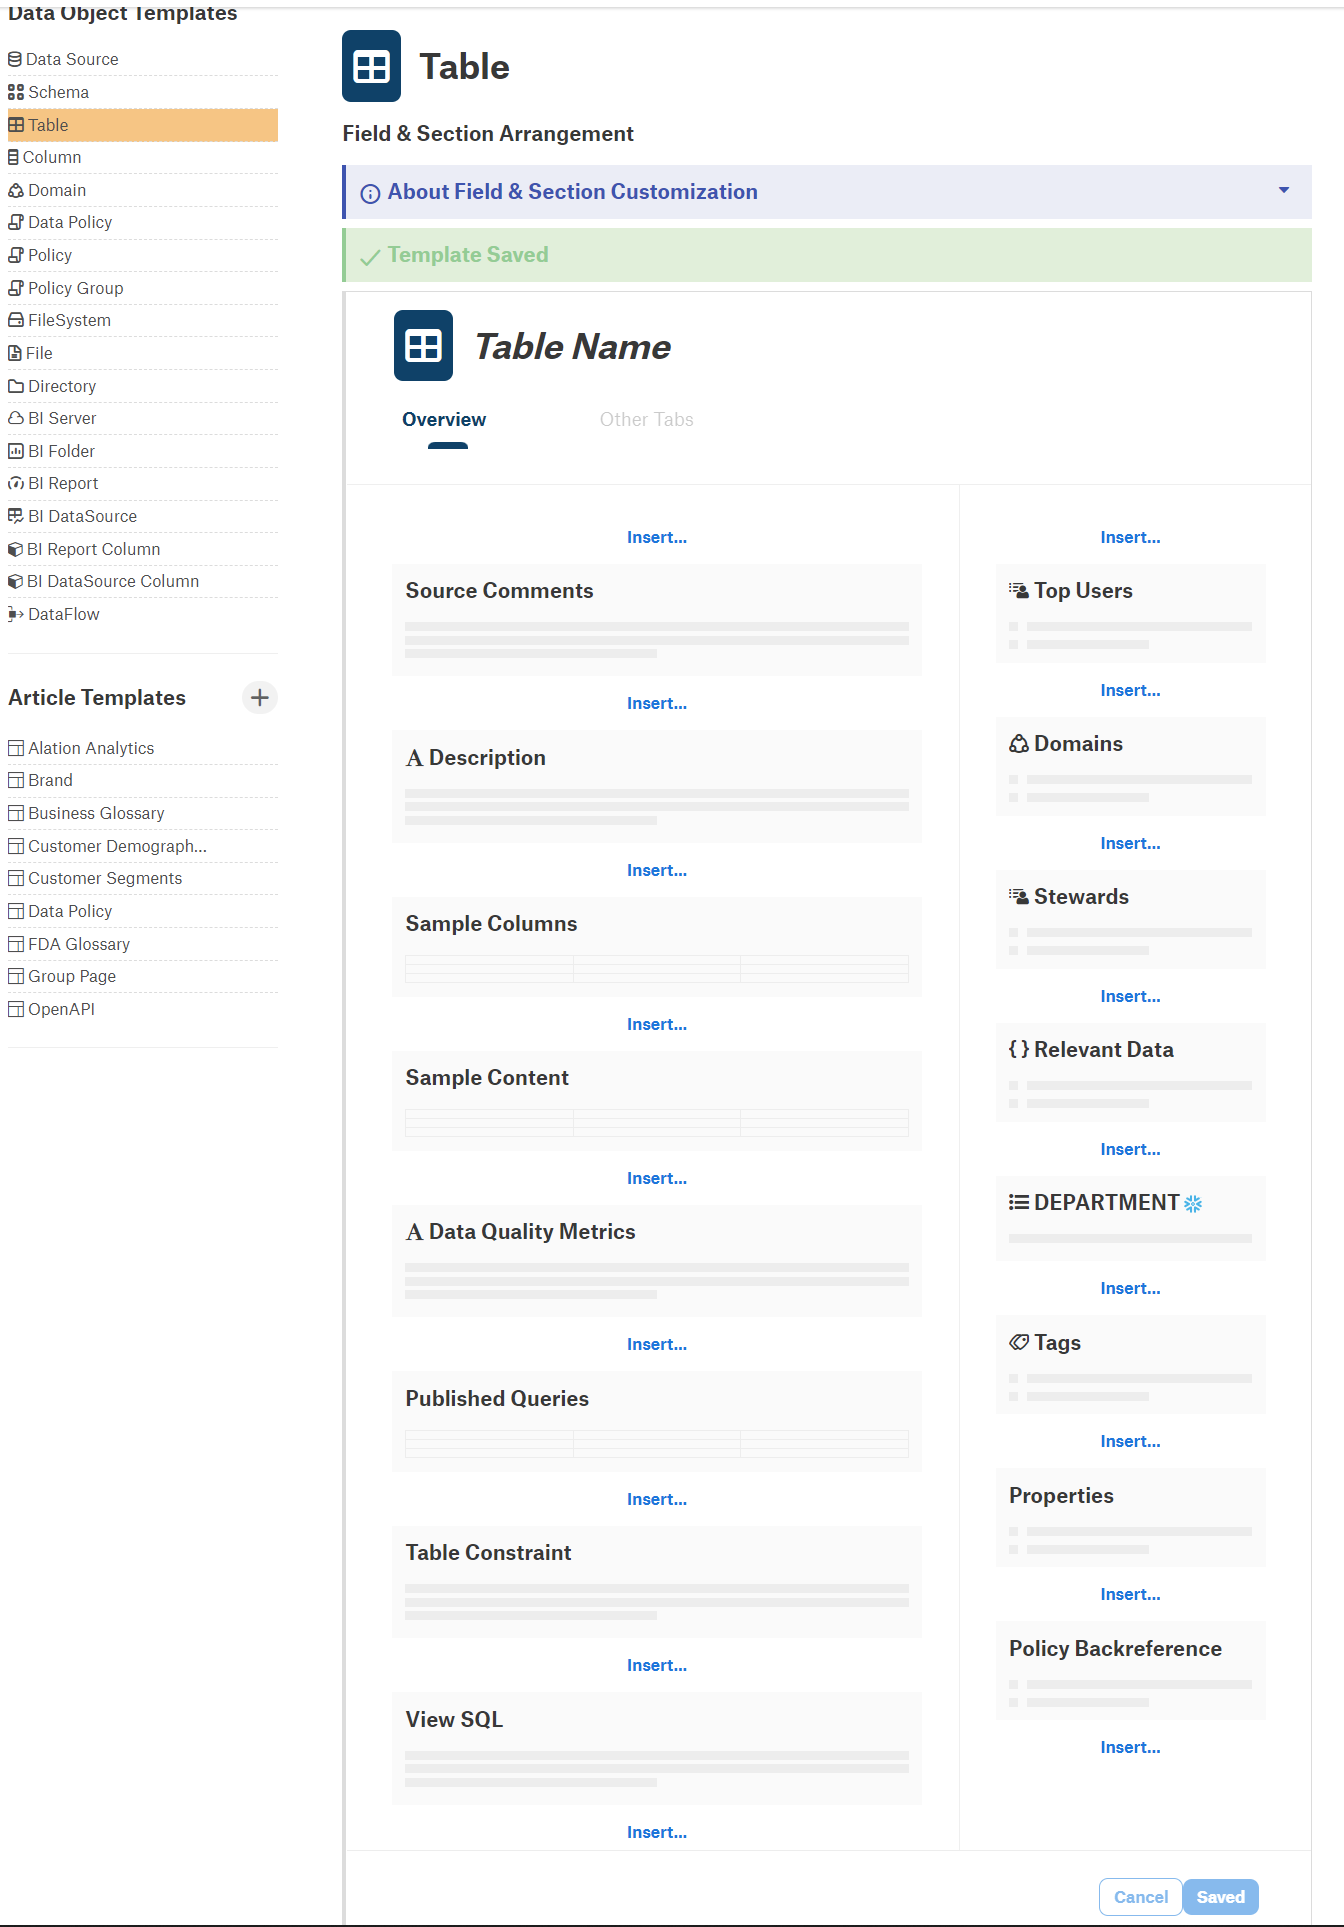 Data Object Templates
Data Source
Schema
Table
Column
Domain
Data Policy
Policy
Policy Group
FileSystem
File
Directory
BI Server
BI Folder
BI Report
BI DataSource
BI Report Column
BI DataSource Column
DataFlow
Article Templates
Alation Analytics
Brand
Business Glossary
Customer Demograph...
Customer Segments
Data Policy
FDA Glossary
Group Page
OpenAPI
Table
Field & Section Arrangement
About Field & Section Customization
Template Saved
Table Name
Overview
Other Tabs
Insert...
Source Comments
Insert...
Description
Insert...
Sample Columns
Insert...
Sample Content
Insert...
Data Quality Metrics
Insert...
Published Queries
Insert...
Table Constraint
Insert...
View SQL
Insert...
Insert...
Top Users
Insert...
Domains
Insert...
Stewards
Insert...
Relevant Data
Insert...
DEPARTMENT
Insert...
Tags
Insert...
Properties
Insert...
Policy Backreference
Insert...
Cancel
Saved